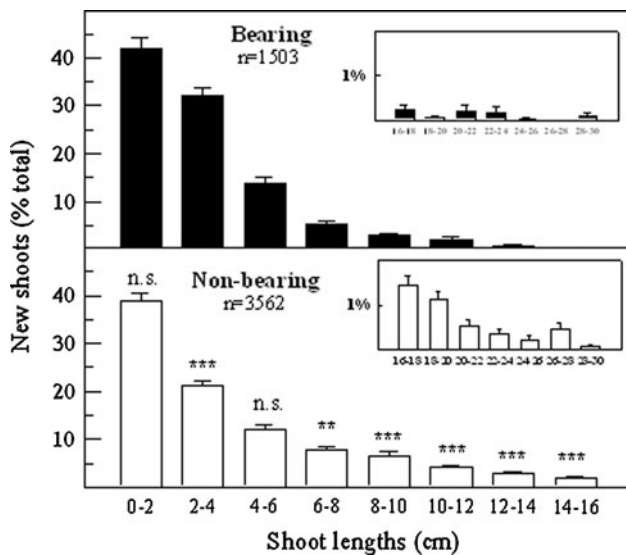 New shoots (% total)
40
30
20
10
Bearing
n=1503
1%
16-18 18-20 20-22 22-24 24-26 26-28 28-30
40
30
20
10
Non-bearing
n=3562
1%
16-18 18-20 20-22 22-24 24-26 26-28 28-30
n.s.
***
n.s.
**
***
***
***
***
0-2 2-4 4-6 6-8 8-10 10-12 12-14 14-16
Shoot lengths (cm)